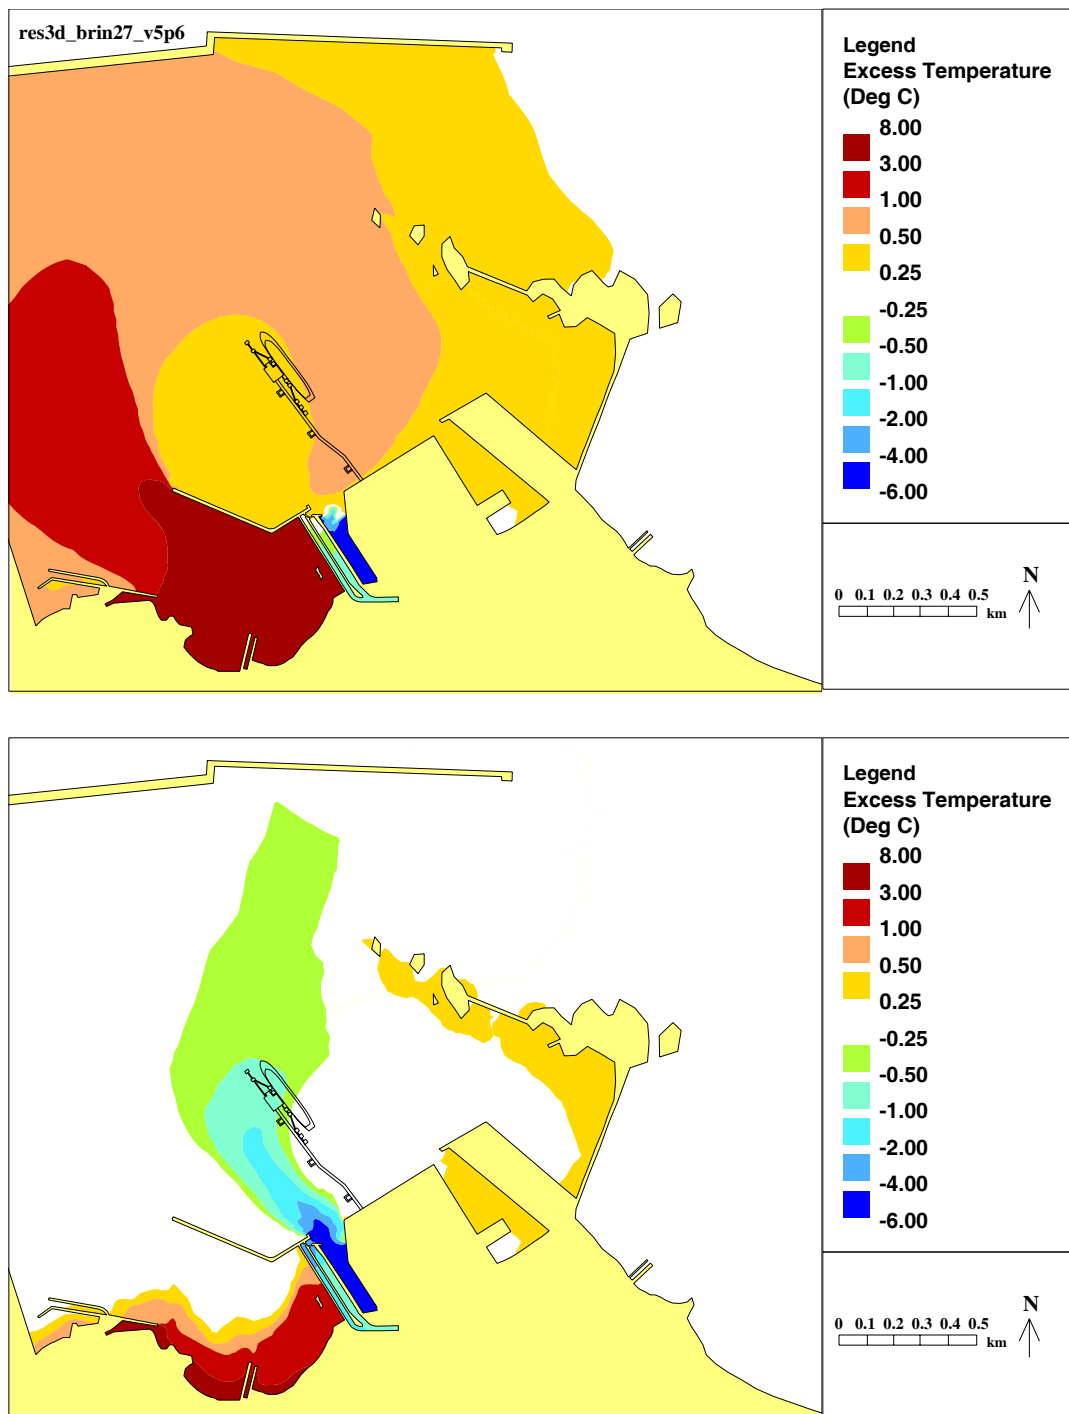 res3d_brin27_v5p6
Legend
Excess Temperature
(Deg C)
8.00
3.00
1.00
0.50
0.25
-0.25
-0.50
-1.00
-2.00
-4.00
-6.00
N
0 0.1 0.2 0.3 0.4 0.5
km
Legend
Excess Temperature
(Deg C)
8.00
3.00
1.00
0.50
0.25
-0.25
-0.50
-1.00
-2.00
-4.00
-6.00
N
0 0.1 0.2 0.3 0.4 0.5
km